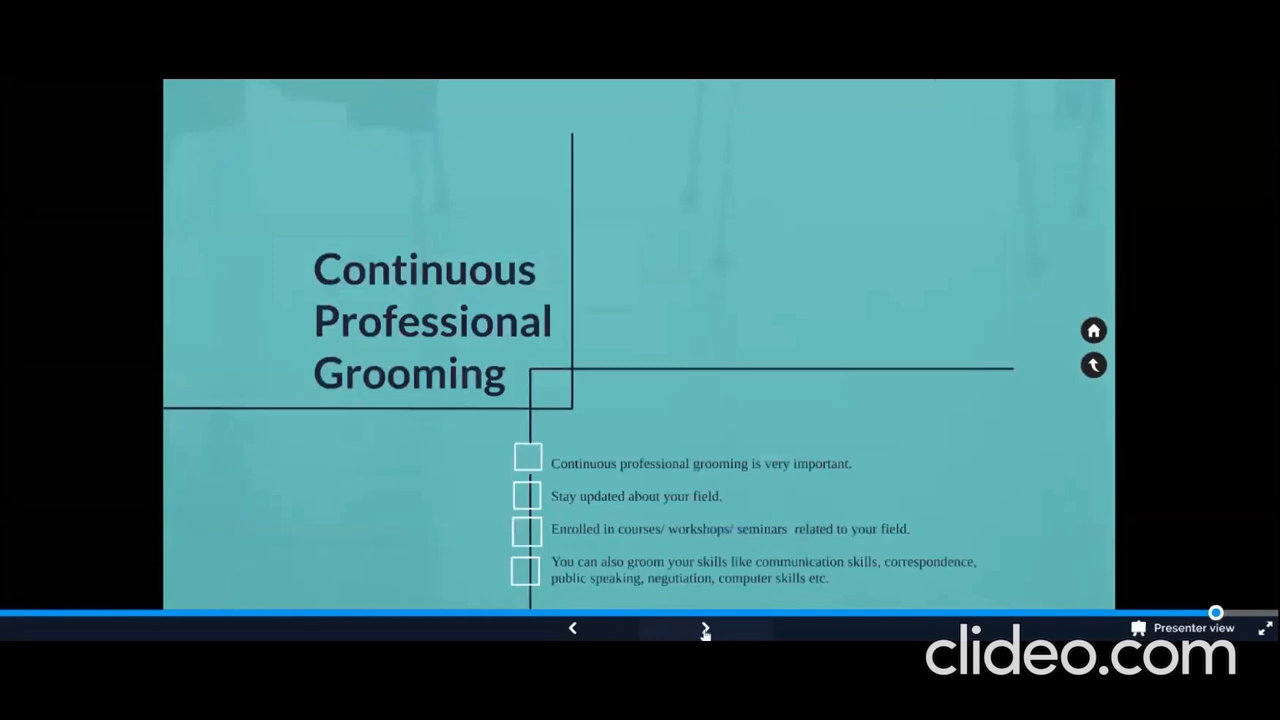 Continuous
Professional
Grooming
Continuous professional grooming is very important.
Stay updated about your field.
Enrolled in courses/ workshops/ seminars related to your field.
You can also groom your skills like communication skills, correspondence,
public speaking, negotiation, computer skills etc.
Presenter view
clideo.com